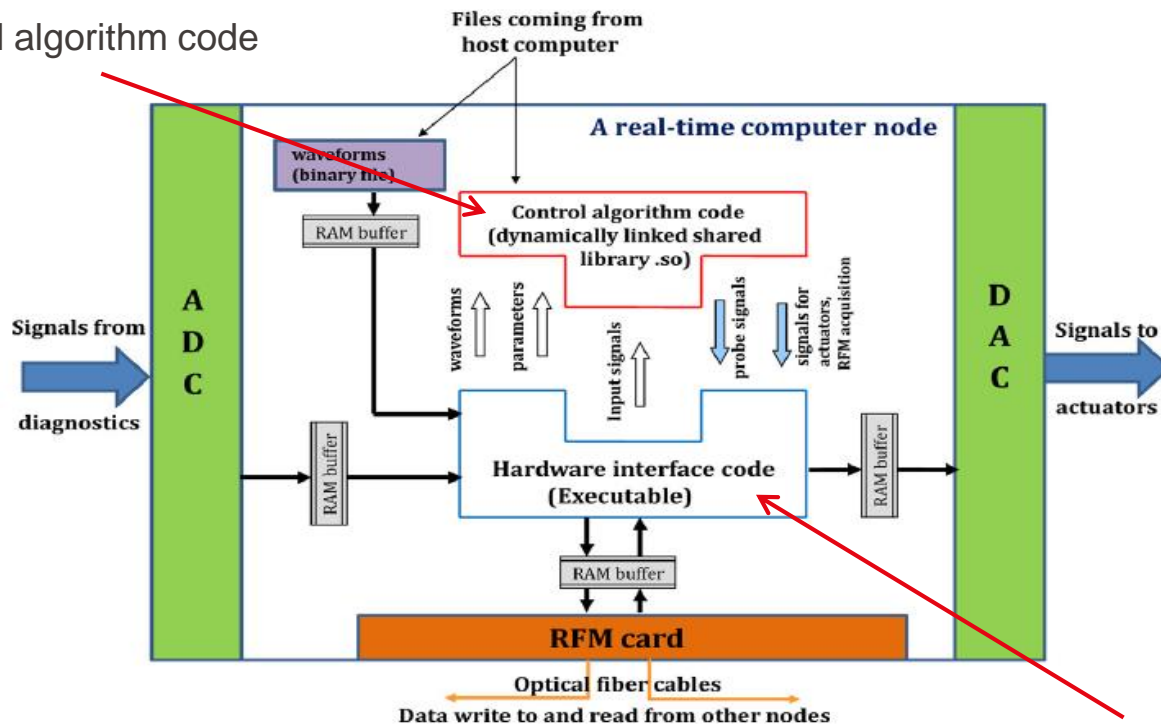 Files coming from
host computer
l algorithm code
A real-time computer node
waveforms
(binary file)
RAM buffer
Control algorithm code
(dynamically linked shared
library .so)
A
D
C
D
A
C
Signals from
diagnostics
Signals to
actuators
waveforms
parameters
Input signals
probe signals
signals for
actuators,
RFM acquisition
RAM buffer
Hardware interface code
(Executable)
RAM buffer
RAM buffer
RFM card
Optical fiber cables
Data write to and read from other nodes